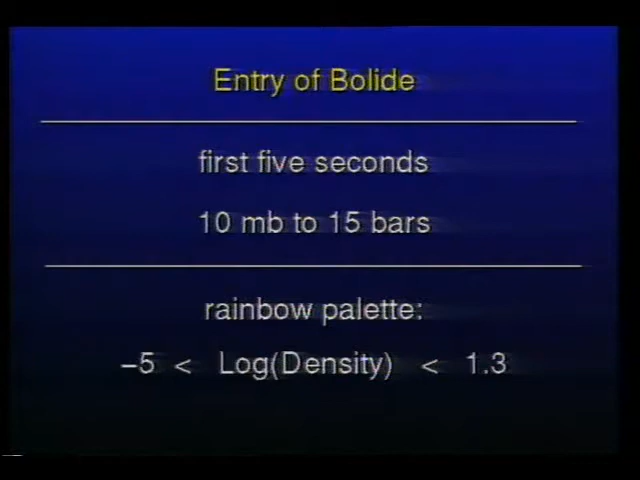 Entry of Bolide
first five seconds
10 mb to 15 bars
rainbow palette:
−5 < Log(Density) < 1.3